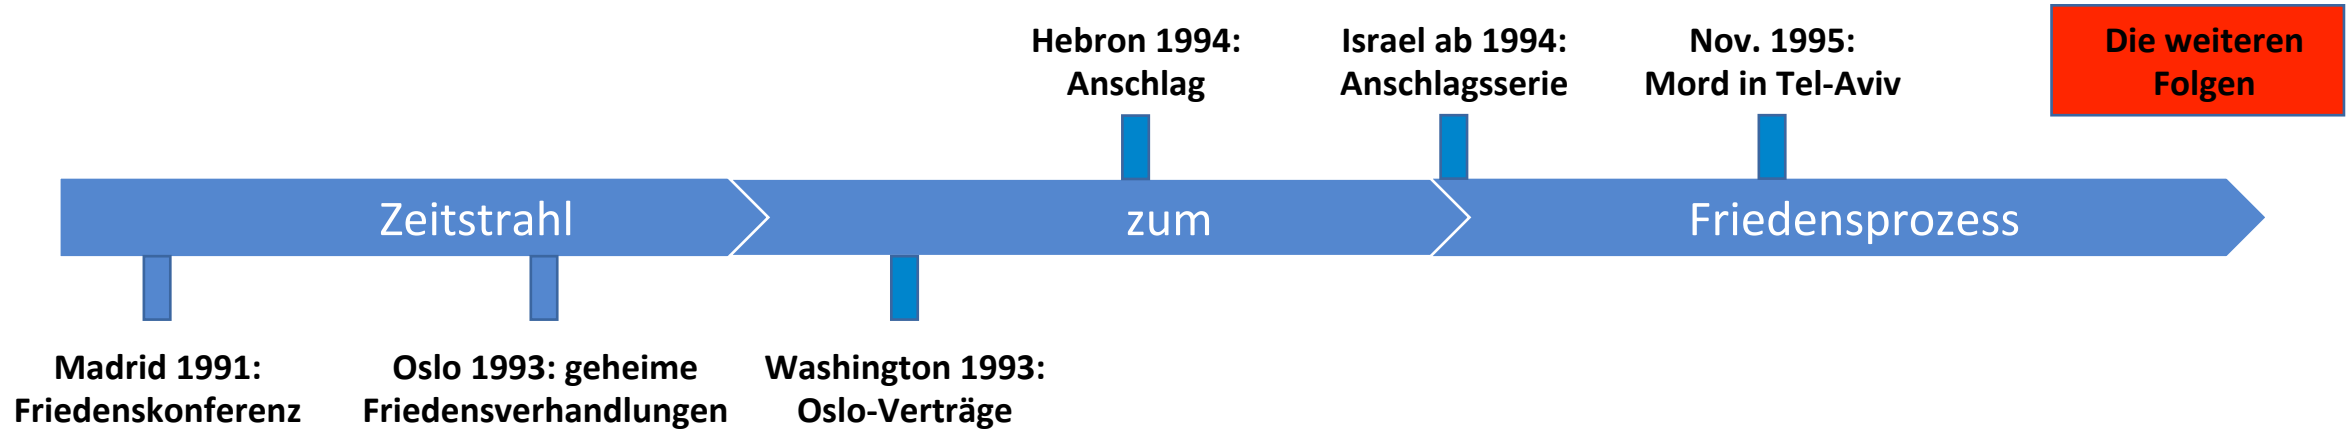 Hebron 1994:
Anschlag
Israel ab 1994:
Anschlagsserie
Nov. 1995:
Mord in Tel-Aviv
Die weiteren
Folgen
Zeitstrahl
zum
Friedensprozess
Madrid 1991:
Friedenskonferenz
Oslo 1993: geheime
Friedensverhandlungen
Washington 1993:
Oslo-Verträge